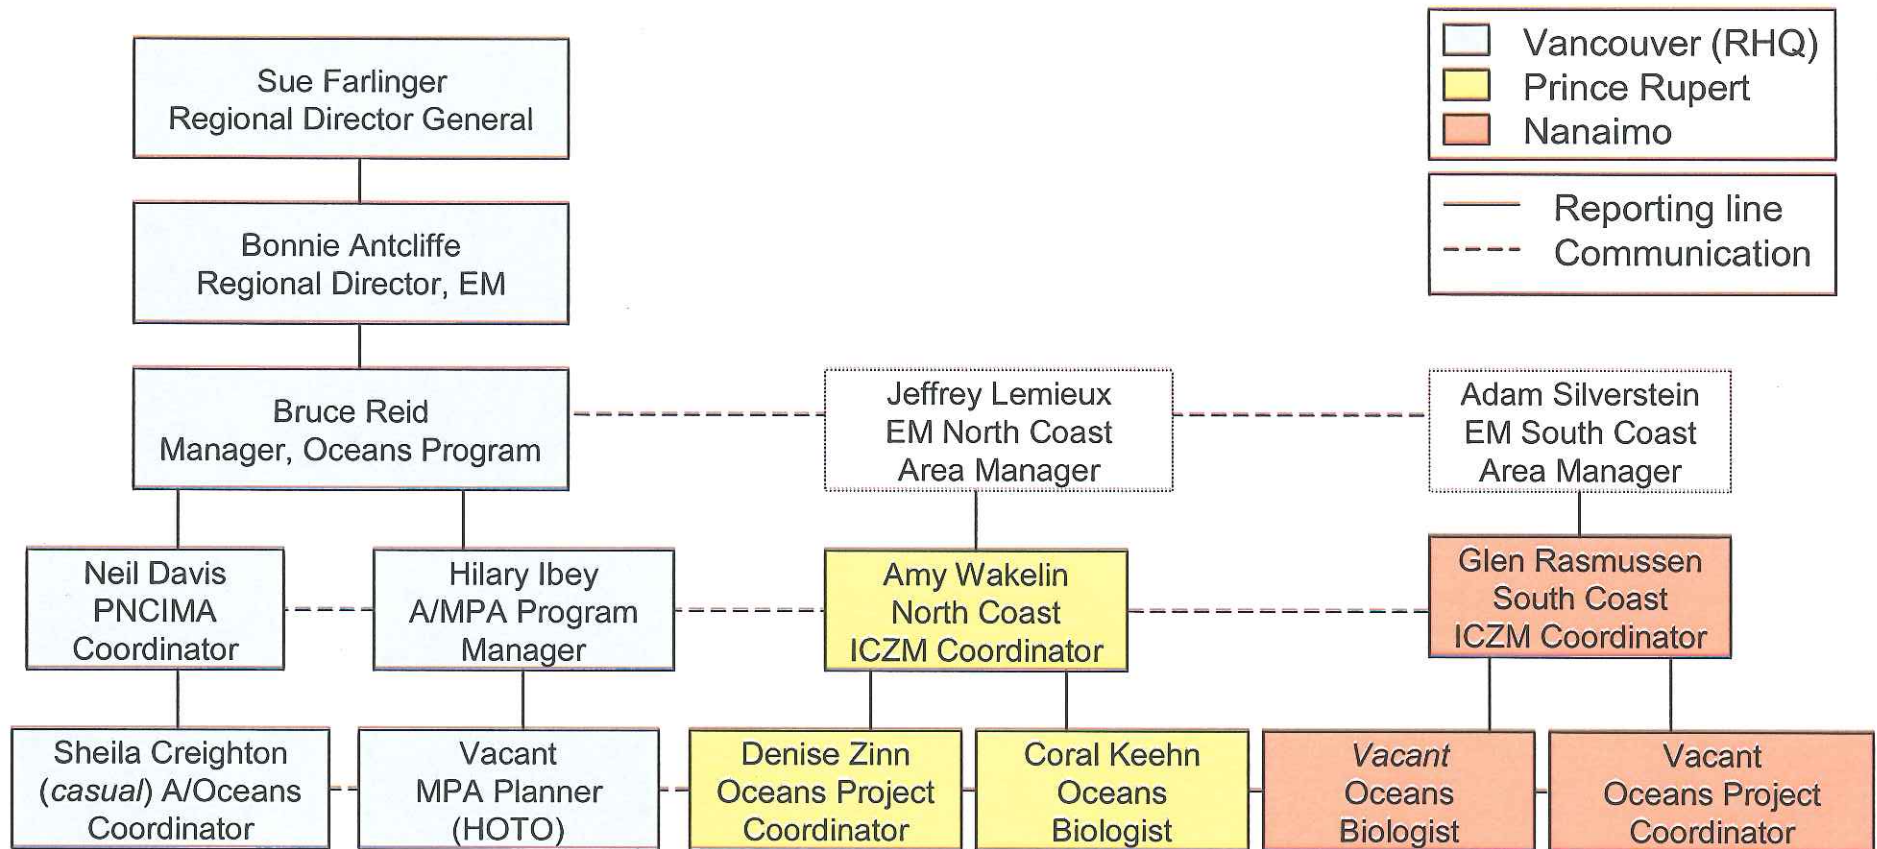 Sue Farlinger
Regional Director General
Bonnie Antcliffe
Regional Director, EM
Bruce Reid
Manager, Oceans Program
Jeffrey Lemieux
EM North Coast
Area Manager
Adam Silverstein
EM South Coast
Area Manager
Neil Davis
PNCIMA
Coordinator
Hilary Ibey
A/MPA Program
Manager
Amy Wakelin
North Coast
ICZM Coordinator
Glen Rasmussen
South Coast
ICZM Coordinator
Sheila Creighton
(casual) A/Oceans
Coordinator
Vacant
MPA Planner
(HOTO)
Denise Zinn
Oceans Project
Coordinator
Coral Keehn
Oceans
Biologist
Vacant
Oceans
Biologist
Vacant
Oceans Project
Coordinator
Vancouver (RHQ)
Prince Rupert
Nanaimo
Reporting line
Communication